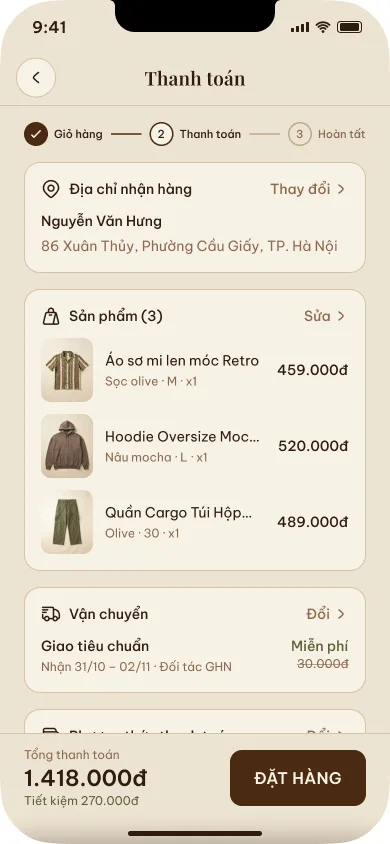 9:41
Thanh toán
Giỏ hàng
2 Thanh toán
3 Hoàn tất
Địa chỉ nhận hàng Thay đổi
Nguyễn Văn Hưng
86 Xuân Thủy, Phường Cầu Giấy, TP. Hà Nội
Sản phẩm (3) Sửa
Áo sơ mi len móc Retro 459.000đ
Sọc olive · M · x1
Hoodie Oversize Moc... 520.000đ
Nâu mocha · L · x1
Quần Cargo Túi Hộp... 489.000đ
Olive · 30 · x1
Vận chuyển Đổi
Giao tiêu chuẩn Miễn phí
Nhận 31/10 – 02/11 · Đối tác GHN 30.000đ
Tổng thanh toán
1.418.000đ
Tiết kiệm 270.000đ
ĐẶT HÀNG